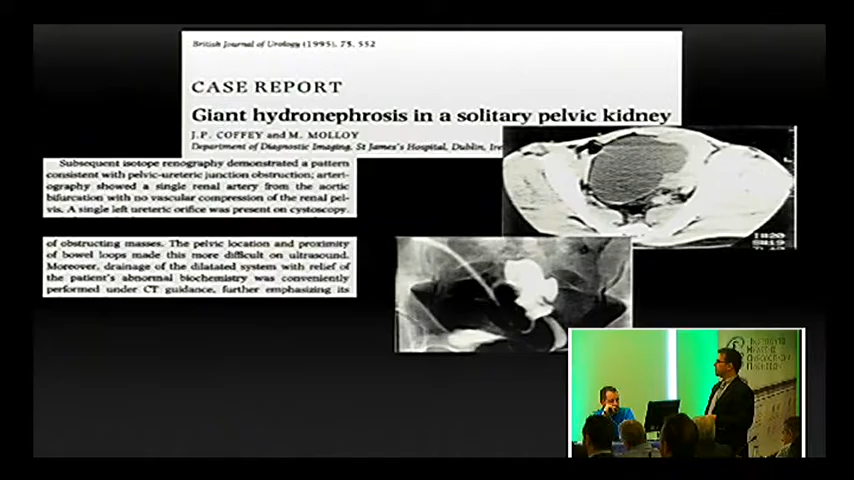 British Journal of Urology (1995), 75, 552
CASE REPORT
Giant hydronephrosis in a solitary pelvic kidney
J.P. COFFEY and M. MOLLOY
Department of Diagnostic Imaging, St James's Hospital, Dublin, Ire
Subsequent isotope renography demonstrated a pattern
consistent with pelvic-ureteric junction obstruction; arteri-
ography showed a single renal artery from the aortic
bifurcation with no vascular compression of the renal pel-
vis. A single left ureteric orifice was present on cystoscopy.
of obstructing masses. The pelvic location and proximity
of bowel loops made this more difficult on ultrasound.
Moreover, drainage of the dilatated system with relief of
the patient's abnormal biochemistry was conveniently
performed under CT guidance, further emphasizing its